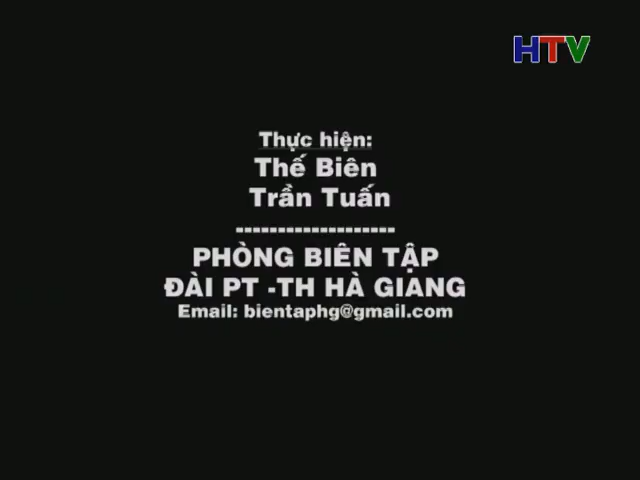 HTV
Thực hiện:
Thế Biên
Trần Tuấn
-------------------
PHÒNG BIÊN TẬP
ĐÀI PT -TH HÀ GIANG
Email: bientaphg@gmail.com